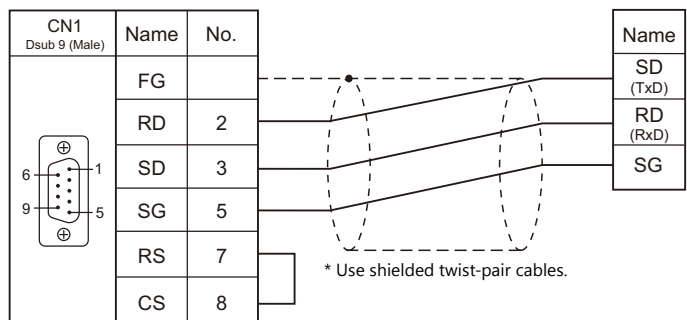 CN1
Dsub 9 (Male)
Name No.
Name
FG
SD
(TxD)
RD 2
RD
(RxD)
SD 3
SG
SG 5
RS 7
CS 8
6
1
9
5
* Use shielded twist-pair cables.